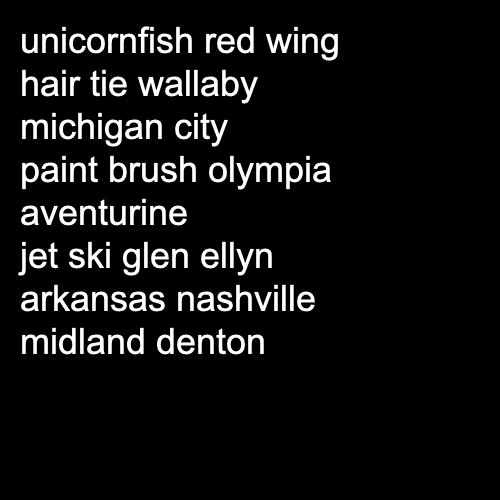 unicornfish red wing
hair tie wallaby
michigan city
paint brush olympia
aventurine
jet ski glen ellyn
arkansas nashville
midland denton